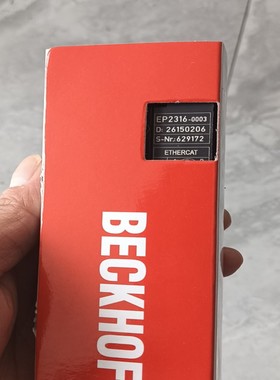 EP2316-0003
D: 26150206
S-Nr: 629172
ETHERCAT
BECKHOF